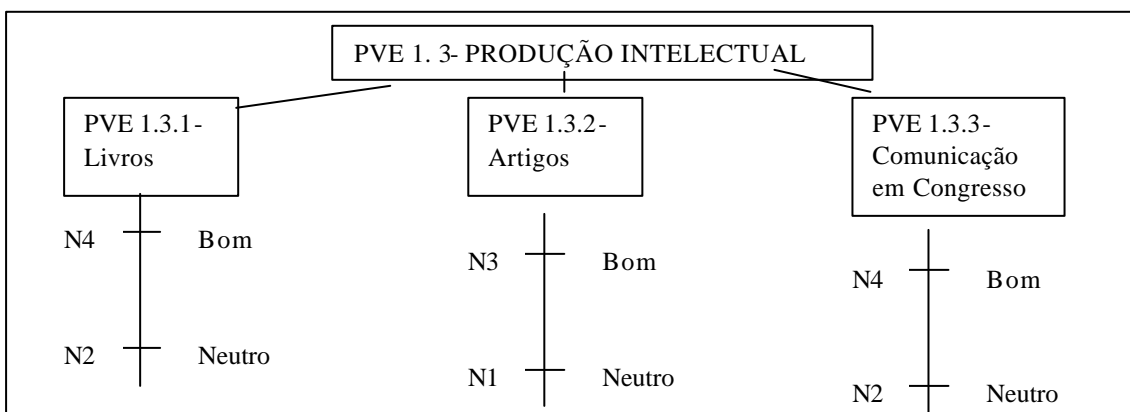 PVE 1. 3- PRODUÇÃO INTELECTUAL
PVE 1.3.1-
Livros
PVE 1.3.2-
Artigos
PVE 1.3.3-
Comunicação
em Congresso
N4 Bom
N2 Neutro
N3 Bom
N1 Neutro
N4 Bom
N2 Neutro